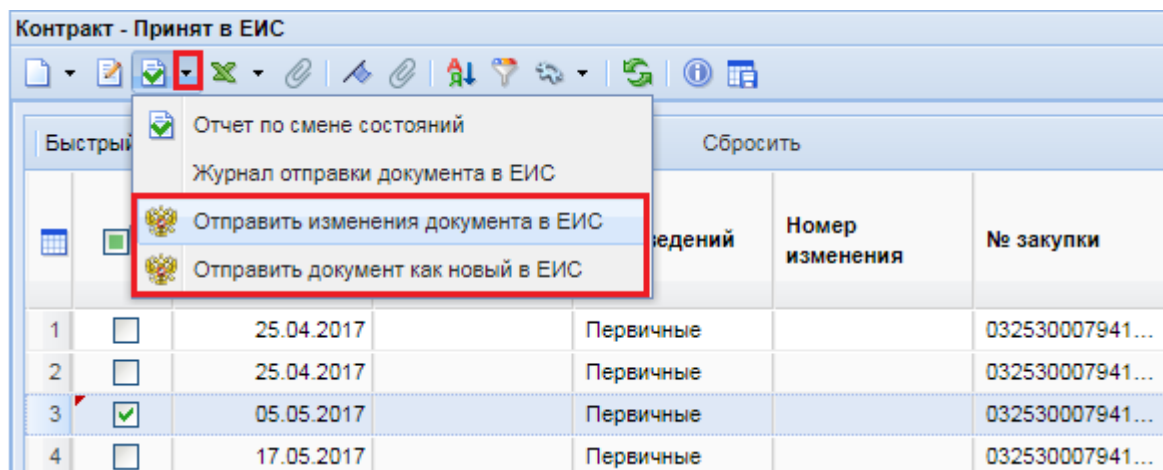 Контракт - Принят в ЕИС
Отчет по смене состояний
Быстрый
Сбросить
Журнал отправки документа в ЕИС
Отправить изменения документа в ЕИС
Отправить документ как новый в ЕИС
Номер
изменения
№ закупки
1 25.04.2017 Первичные 032530007941...
2 25.04.2017 Первичные 032530007941...
3 05.05.2017 Первичные 032530007941...
4 17.05.2017 Первичные 032530007941...